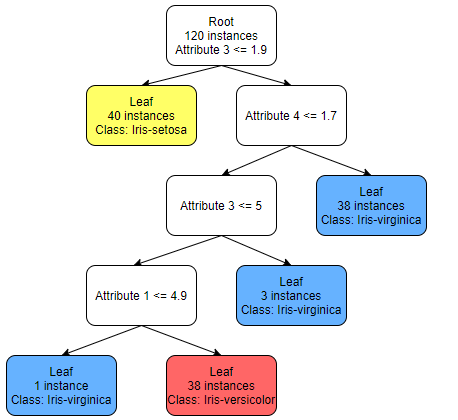 Root
120 instances
Attribute 3 <= 1.9
Leaf
40 instances
Class: Iris-setosa
Attribute 4 <= 1.7
Attribute 3 <= 5
Leaf
38 instances
Class: Iris-virginica
Attribute 1 <= 4.9
Leaf
3 instances
Class: Iris-virginica
Leaf
1 instance
Class: Iris-virginica
Leaf
38 instances
Class: Iris-versicolor